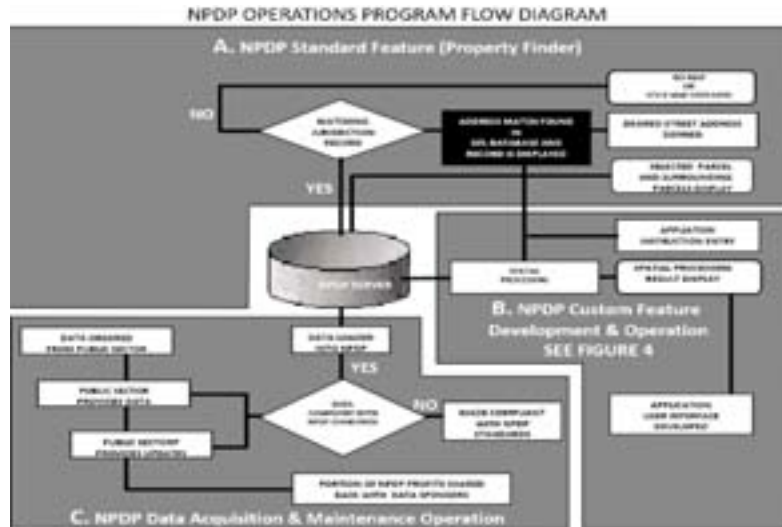 NPDP OPERATIONS PROGRAM FLOW DIAGRAM
A. NPDP Standard Feature (Property Finder)
NO
MATCHING
JURISDICTION
RECORD
ADDRESS MATCH FOUND
IN
DATABASE AND
RECORD IS DISPLAYED
DESIRED STREET ADDRESS
DEFINED
SELECTED PARCEL
AND SURROUNDING
PARCELS DISPLAY
YES
APPLICATION
INSTRUCTION ENTRY
NPDP SERVER
SPATIAL
PROCESSING
SPATIAL PROCESSING
RESULT DISPLAY
B. NPDP Custom Feature
Development & Operation
SEE FIGURE 4
DATA ORDERED
FROM PUBLIC SECTOR
DATA
INTO NPDP
YES
PUBLIC SECTOR
PROVIDES DATA
DATA
COMPLIANT WITH
NPDP STANDARDS
NO
MADE COMPLIANT
WITH NPDP
STANDARDS
APPLICATION
USER INTERFACE
DEVELOPED
PUBLIC SECTOR
PROVIDES UPDATES
PORTION OF NPDP PROFITS SHARED
BACK WITH DATA
C. NPDP Data Acquisition & Maintenance Operation